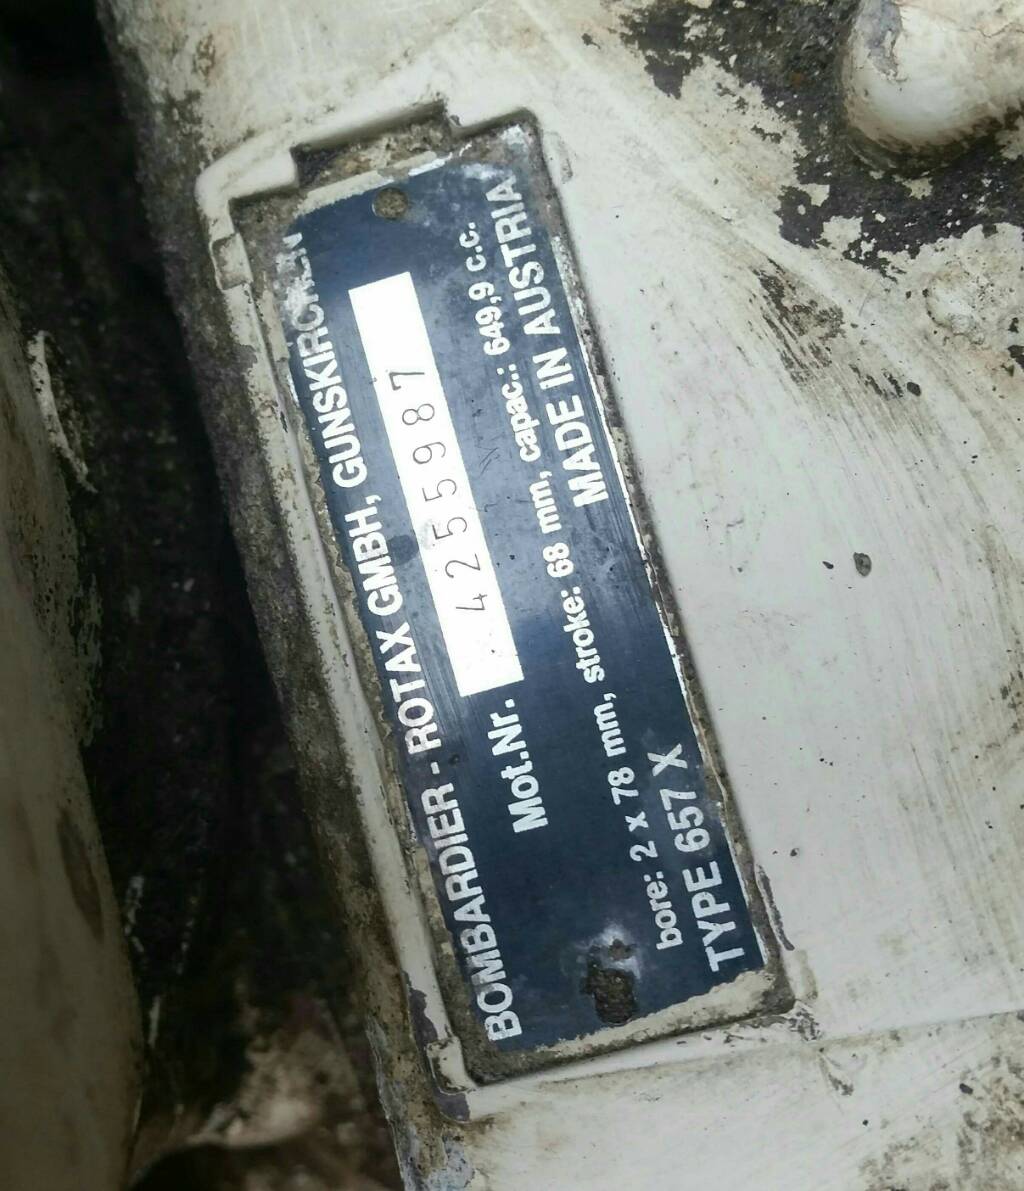 BOMBARDIER - ROTAX GMBH, GUNSKIRCHEN
Mot.Nr. 4255987
bore: 2 x 78 mm, stroke: 68 mm, capac.: 649,9 c.c.
TYPE 657 X MADE IN AUSTRIA